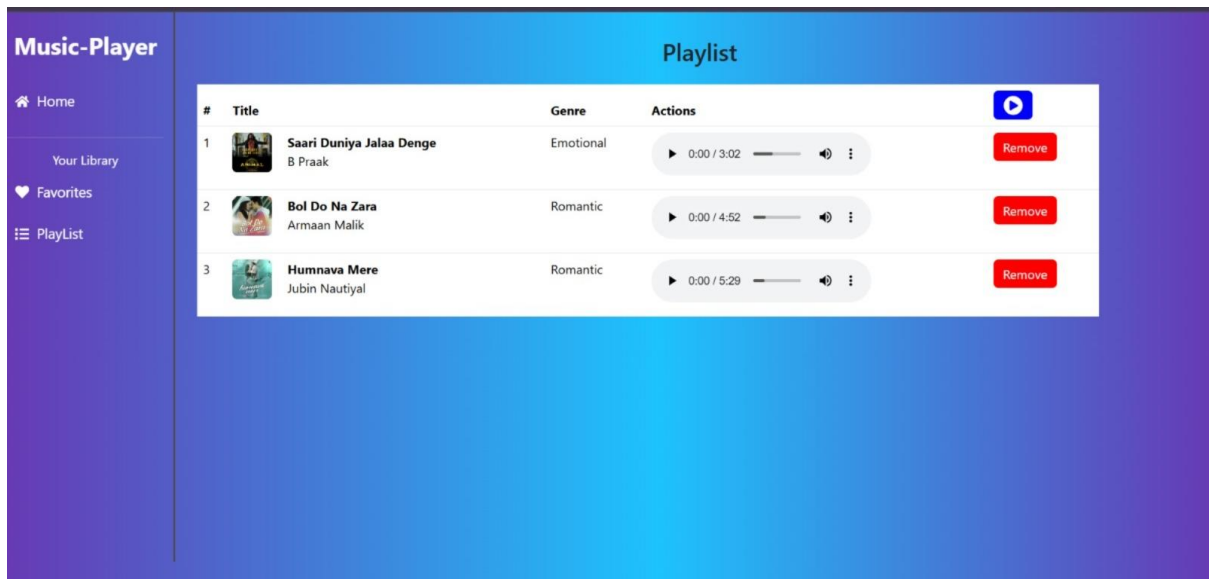 Music-Player
Home
Your Library
Favorites
PlayList
Playlist
# Title Genre Actions
1 Saari Duniya Jalaa Denge Emotional 0:00 / 3:02 Remove
B Praak
2 Bol Do Na Zara Romantic 0:00 / 4:52 Remove
Armaan Malik
3 Humnava Mere Romantic 0:00 / 5:29 Remove
Jubin Nautiyal